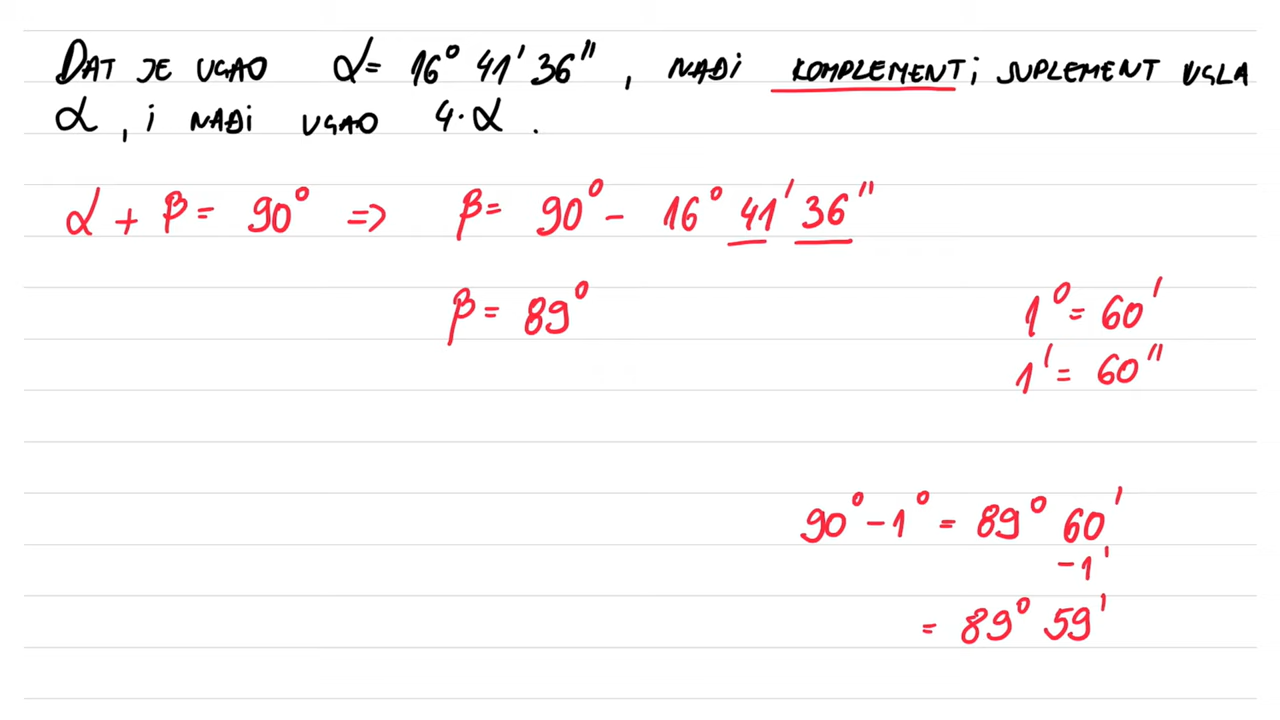 DAT JE UGAO α= 16° 41' 36'' , NAĐI KOMPLEMENT i SUPLEMENT UGLA
α , i NAĐI UGAO 4·α .
α + β = 90° => β = 90° - 16° 41' 36''
β = 89°
1° = 60'
1' = 60''
90° - 1° = 89° 60'
-1'
= 89° 59'